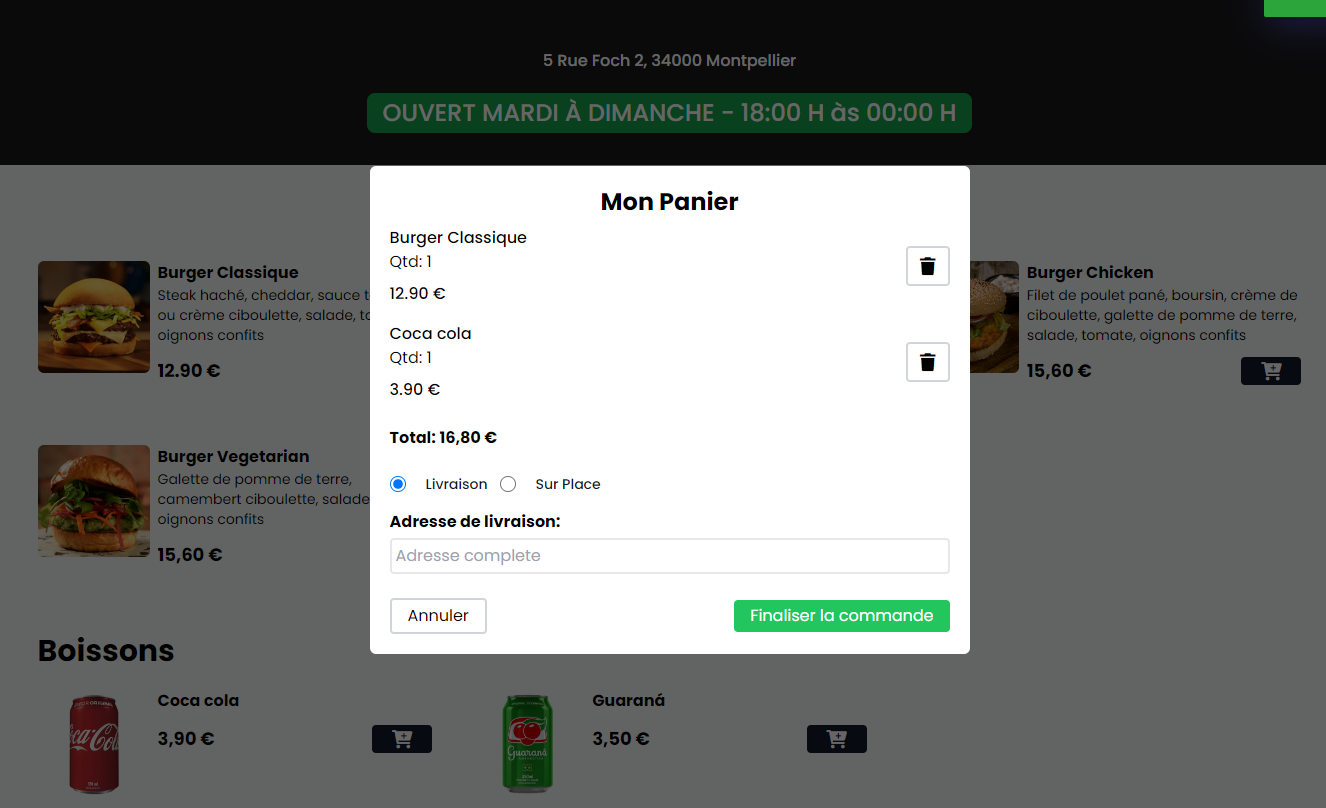 5 Rue Foch 2, 34000 Montpellier
OUVERT MARDI À DIMANCHE - 18:00 H às 00:00 H
Mon Panier
Burger Classique
Qtd: 1
12.90 €
Coca cola
Qtd: 1
3.90 €
Total: 16,80 €
Livraison
Sur Place
Adresse de livraison:
Adresse complete
Annuler
Finaliser la commande
Burger Classique
Steak haché, cheddar, sauce
ou crème ciboulette, salade,
oignons confits
12.90 €
Burger Chicken
Filet de poulet pané, boursin, crème de
ciboulette, galette de pomme de terre,
salade, tomate, oignons confits
15,60 €
Burger Vegetarian
Galette de pomme de terre,
camembert ciboulette, salade
oignons confits
15,60 €
Boissons
Coca cola
3,90 €
Guaraná
3,50 €
Coca-Cola
Guaraná